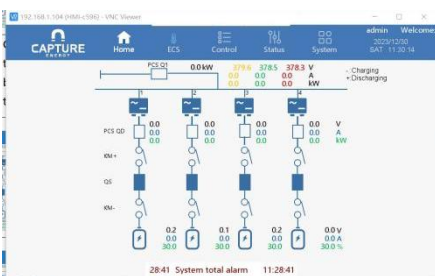 192.168.1.104 (HMI-c596) - VNC Viewer
CAPTURE
ENERGY
Home
ECS
Control
Status
System
admin Welcome
2023/12/30
SAT 11:30:14
PCS Q1 0.0kW 379.6 378.5 378.3 V
0.0 0.0 0.0 A
0.0 0.0 0.0 kW
- :Charging
+ Discharging
1 2 3 4
PCS QD 0.0 0.0 0.0 0.0 V
0.0 0.0 0.0 0.0 A
0.0 0.0 0.0 0.0 kW
KM+
QS
KM-
0.2 0.1 0.2 0.0 V
0.0 0.0 0.0 0.0 A
30.0 30.0 30.0 30.0 %
28:41 System total alarm 11:28:41